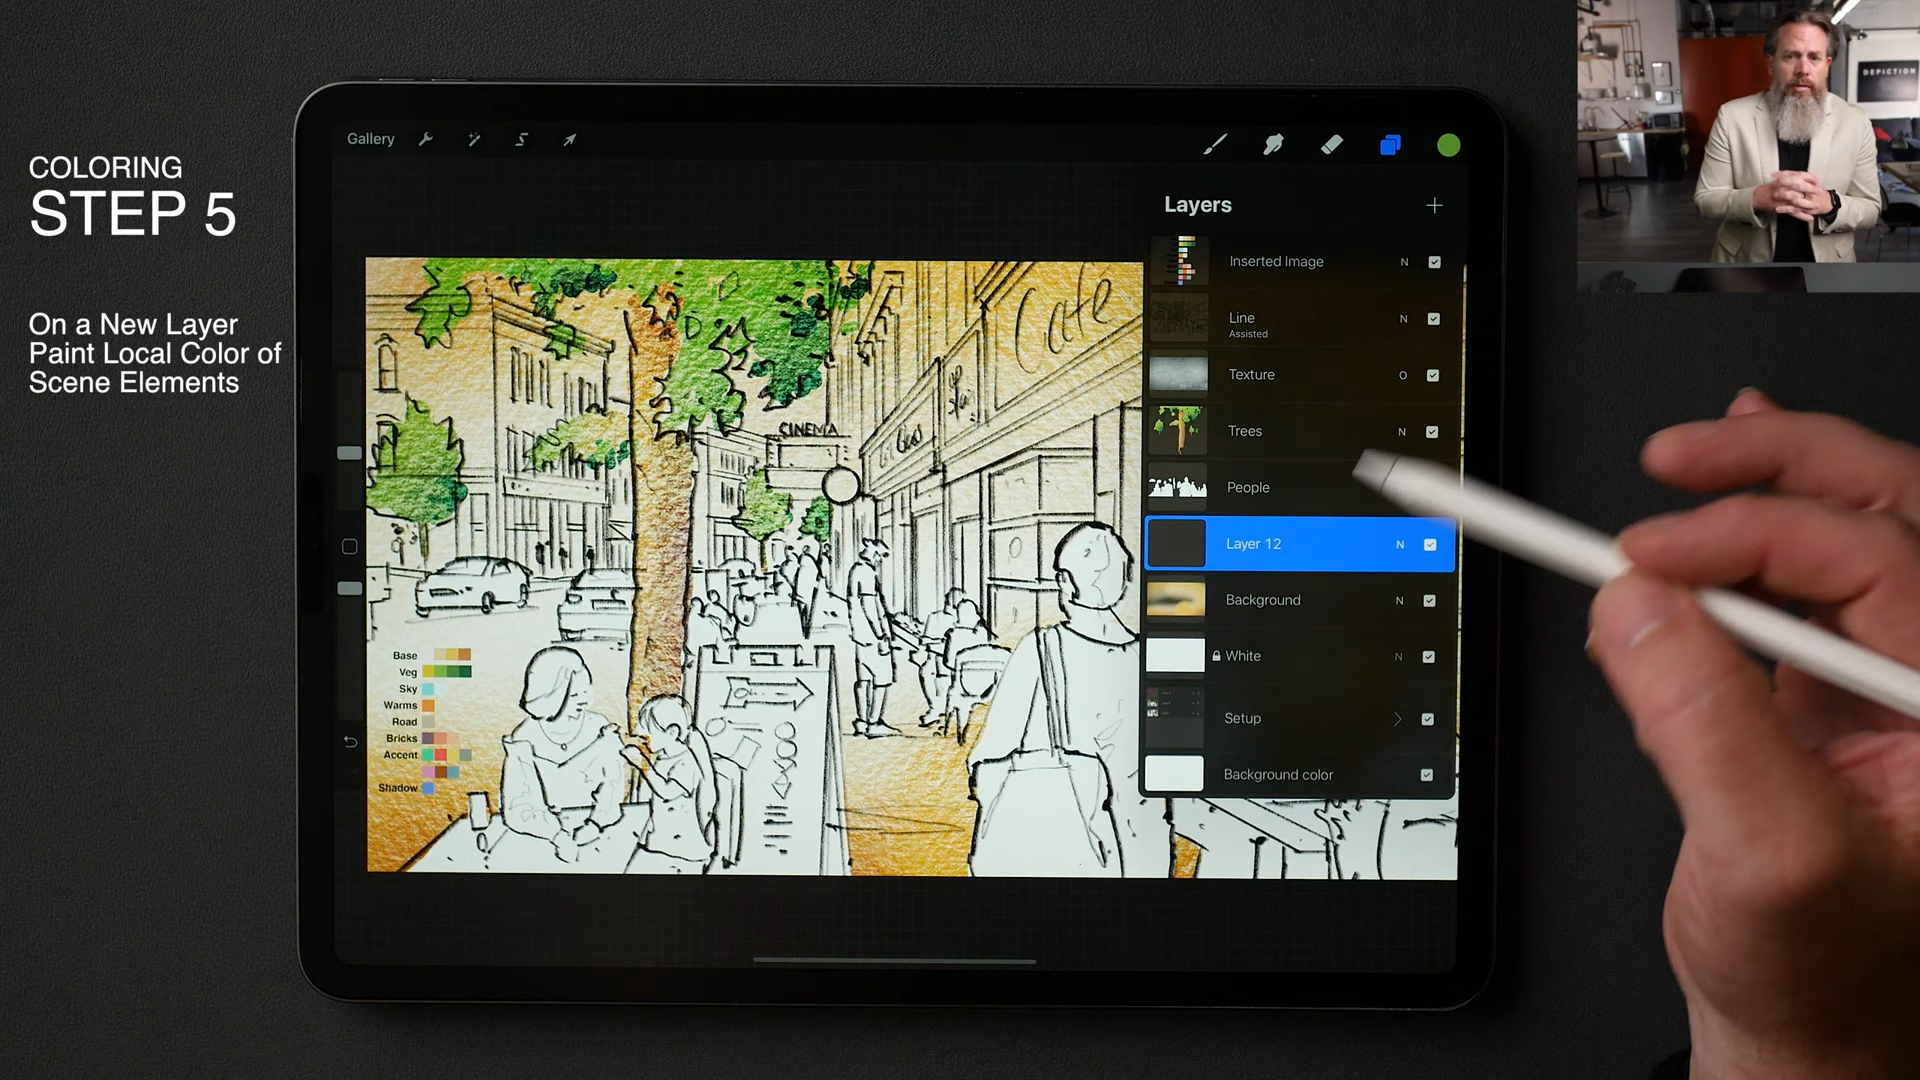 COLORING
STEP 5
On a New Layer
Paint Local Color of
Scene Elements
Gallery
Layers
Inserted Image N
Line N
Assisted
Texture O
Trees N
People
Layer 12 N
Background N
White N
Setup
Background color
Cafe
CINEMA
Base
Veg
Sky
Warms
Road
Bricks
Accent
Shadow
DEPICTION